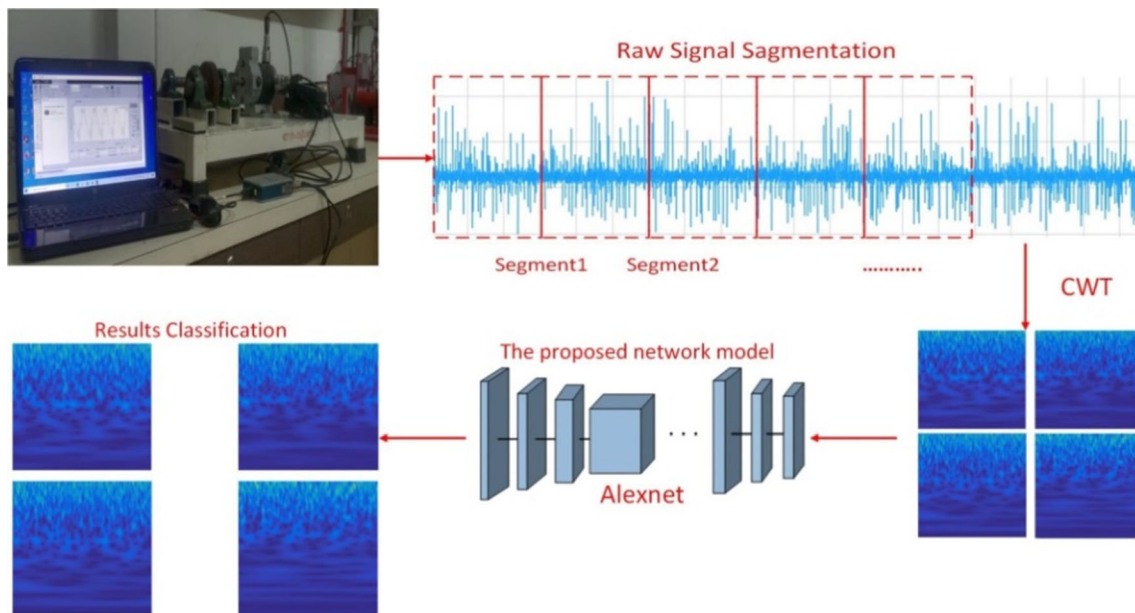 Raw Signal Sagmentation
Segment1
Segment2
...........
CWT
Results Classification
The proposed network model
. . .
Alexnet